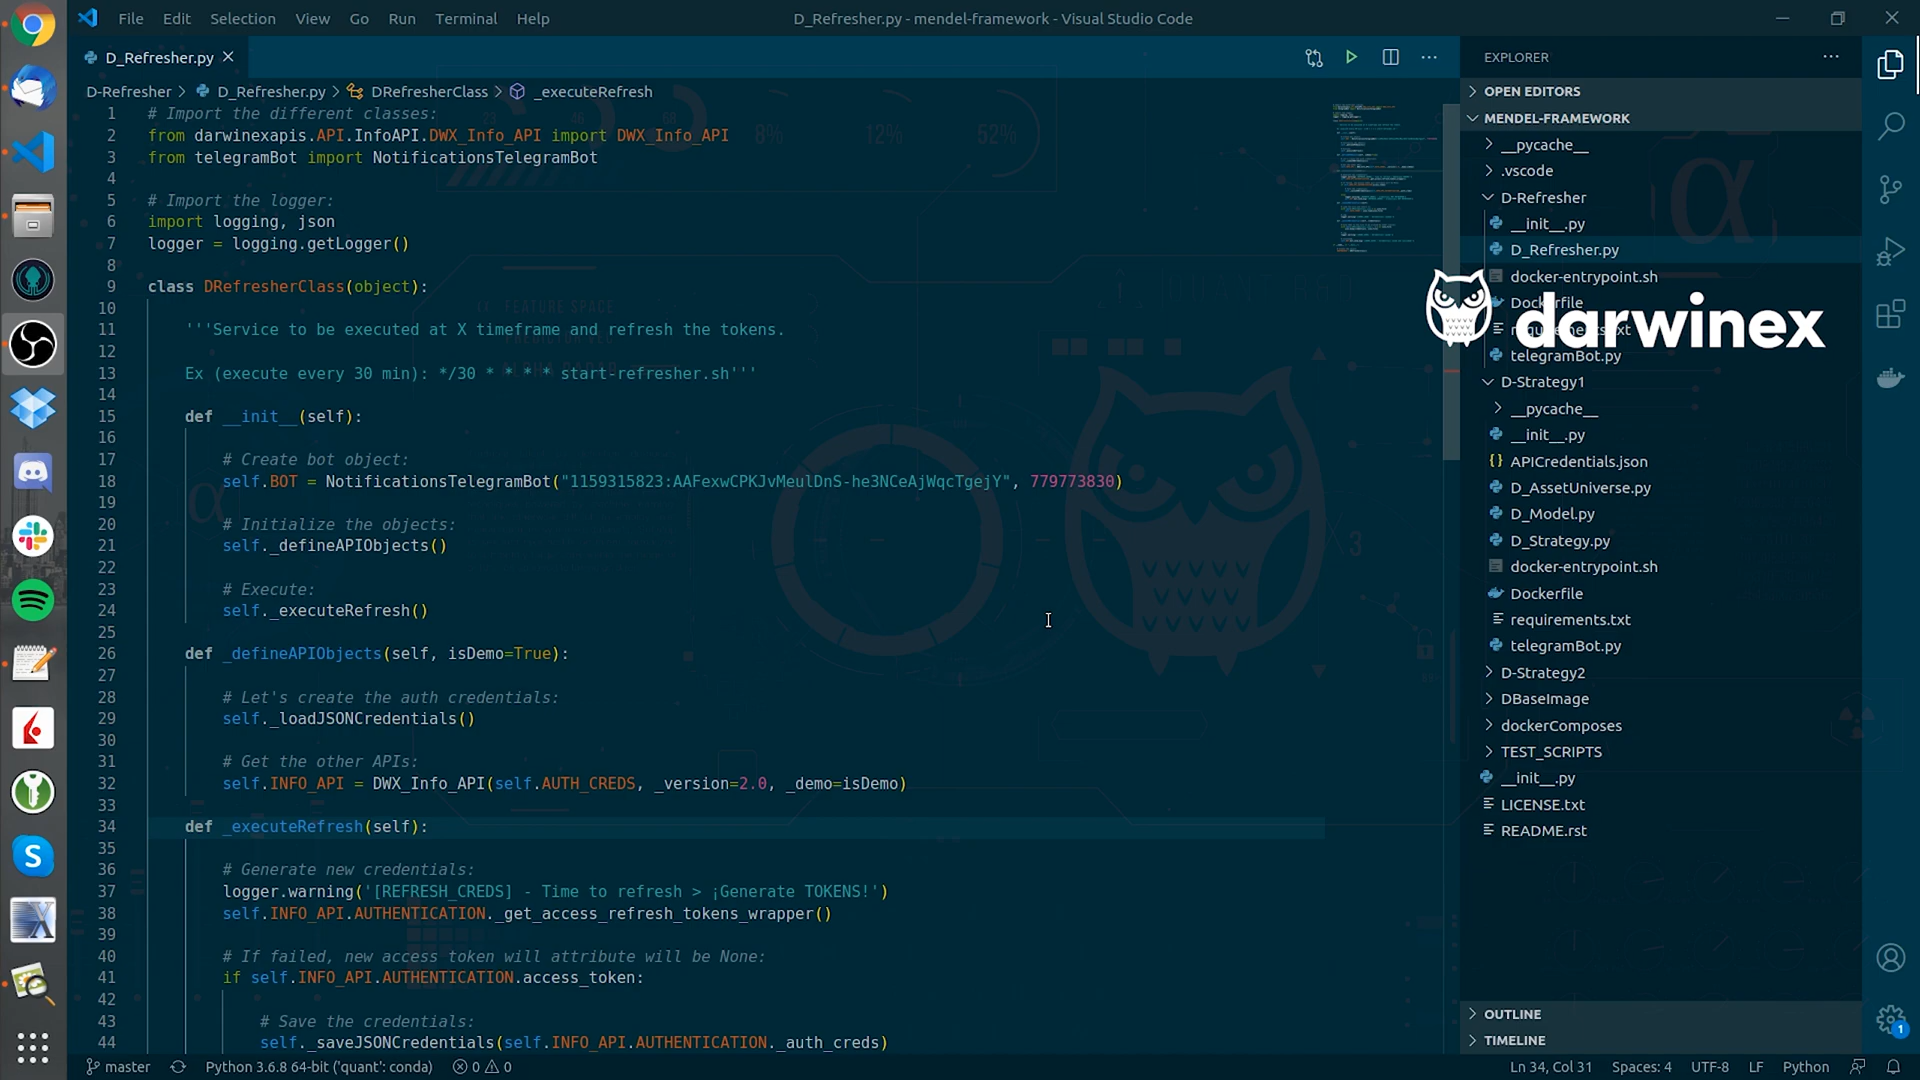 File Edit Selection View Go Run Terminal Help
D_Refresher.py - mendel-framework - Visual Studio Code
D_Refresher.py
D-Refresher > D_Refresher.py > DRefresherClass > _executeRefresh
1 # Import the different classes:
2 from darwinexapis.API.InfoAPI.DWX_Info_API import DWX_Info_API
3 from telegramBot import NotificationsTelegramBot
4
5 # Import the logger:
6 import logging, json
7 logger = logging.getLogger()
8
9 class DRefresherClass(object):
10
11 '''Service to be executed at X timeframe and refresh the tokens.
12
13 Ex (execute every 30 min): */30 * * * * start-refresher.sh'''
14
15 def __init__(self):
16
17 # Create bot object:
18 self.BOT = NotificationsTelegramBot("1159315823:AAFexwCPKJvMeulDnS-he3NCeAjWqcTgejY", 779773830)
19
20 # Initialize the objects:
21 self._defineAPIObjects()
22
23 # Execute:
24 self._executeRefresh()
25
26 def _defineAPIObjects(self, isDemo=True):
27
28 # Let's create the auth credentials:
29 self._loadJSONCredentials()
30
31 # Get the other APIs:
32 self.INFO_API = DWX_Info_API(self.AUTH_CREDS, _version=2.0, _demo=isDemo)
33
34 def _executeRefresh(self):
35
36 # Generate new credentials:
37 logger.warning('[REFRESH_CREDS] - Time to refresh > ¡Generate TOKENS!')
38 self.INFO_API.AUTHENTICATION._get_access_refresh_tokens_wrapper()
39
40 # If failed, new access token will attribute will be None:
41 if self.INFO_API.AUTHENTICATION.access_token:
42
43 # Save the credentials:
44 self._saveJSONCredentials(self.INFO_API.AUTHENTICATION._auth_creds)
EXPLORER
OPEN EDITORS
MENDEL-FRAMEWORK
__pycache__
.vscode
D-Refresher
__init__.py
D_Refresher.py
docker-entrypoint.sh
Dockerfile
darwinex
telegramBot.py
D-Strategy1
__pycache__
__init__.py
APICredentials.json
D_AssetUniverse.py
D_Model.py
D_Strategy.py
docker-entrypoint.sh
Dockerfile
requirements.txt
telegramBot.py
D-Strategy2
DBaseImage
dockerComposes
TEST_SCRIPTS
__init__.py
LICENSE.txt
README.rst
OUTLINE
TIMELINE
1
master Python 3.6.8 64-bit ('quant': conda) 0 0 Ln 34, Col 31 Spaces: 4 UTF-8 LF Python
8% 12% 52%
FEATURE SPACE